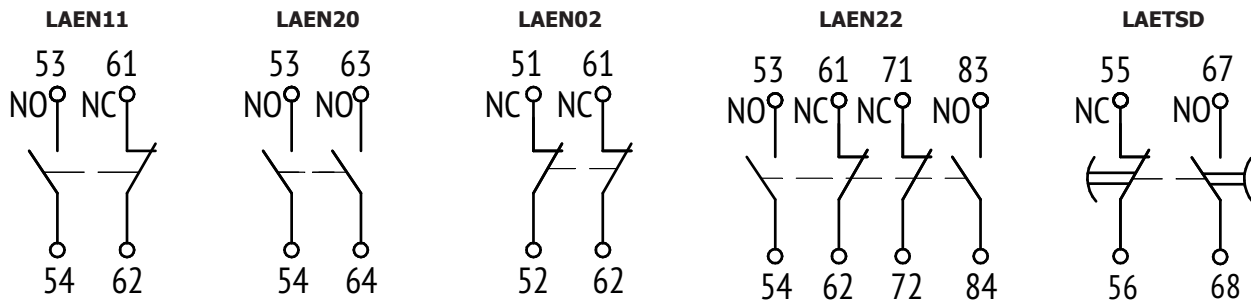 LAEN11 LAEN20 LAEN02 LAEN22 LAETSD
53 61 53 63 51 61 53 61 71 83 55 67
NO NC NO NO NC NC NO NC NC NO NC NO
54 62 54 64 52 62 54 62 72 84 56 68